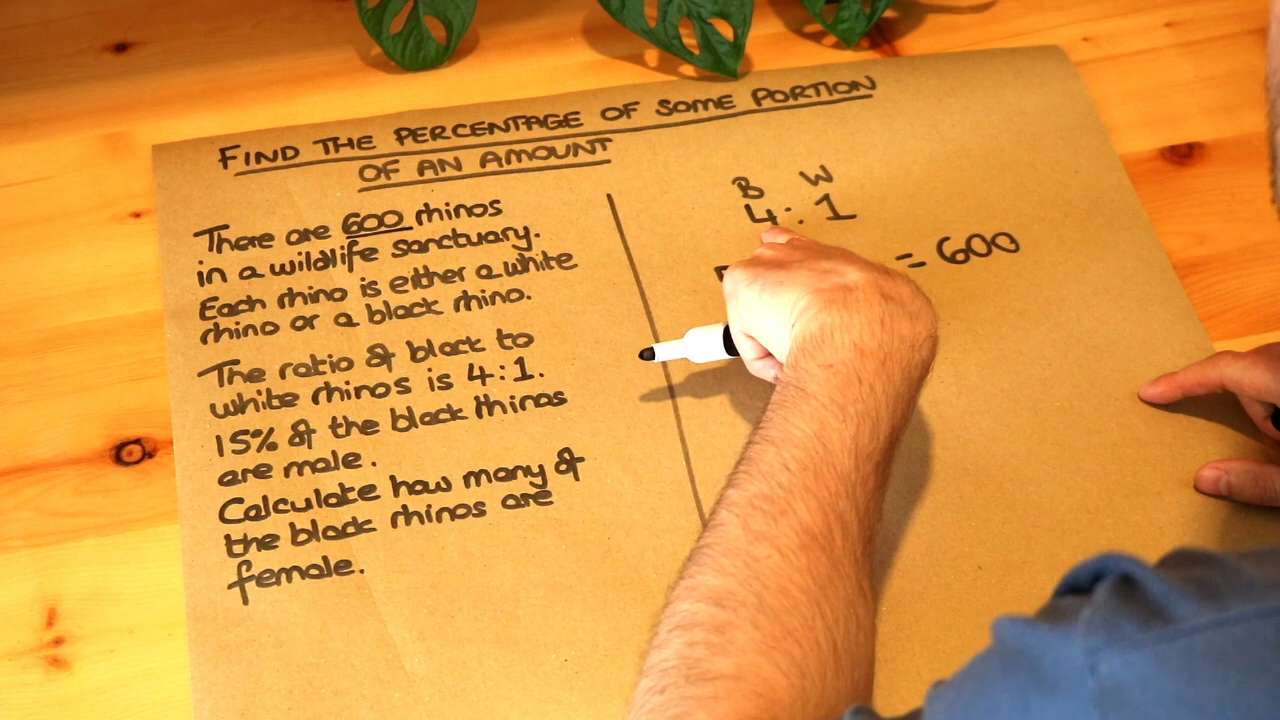 FIND THE PERCENTAGE OF SOME PORTION
OF AN AMOUNT
There are 600 rhinos
in a wildlife sanctuary.
Each rhino is either a white
rhino or a black rhino.
The ratio of black to
white rhinos is 4:1.
15% of the black rhinos
are male.
Calculate how many of
the black rhinos are
female.
B W
4:1
= 600